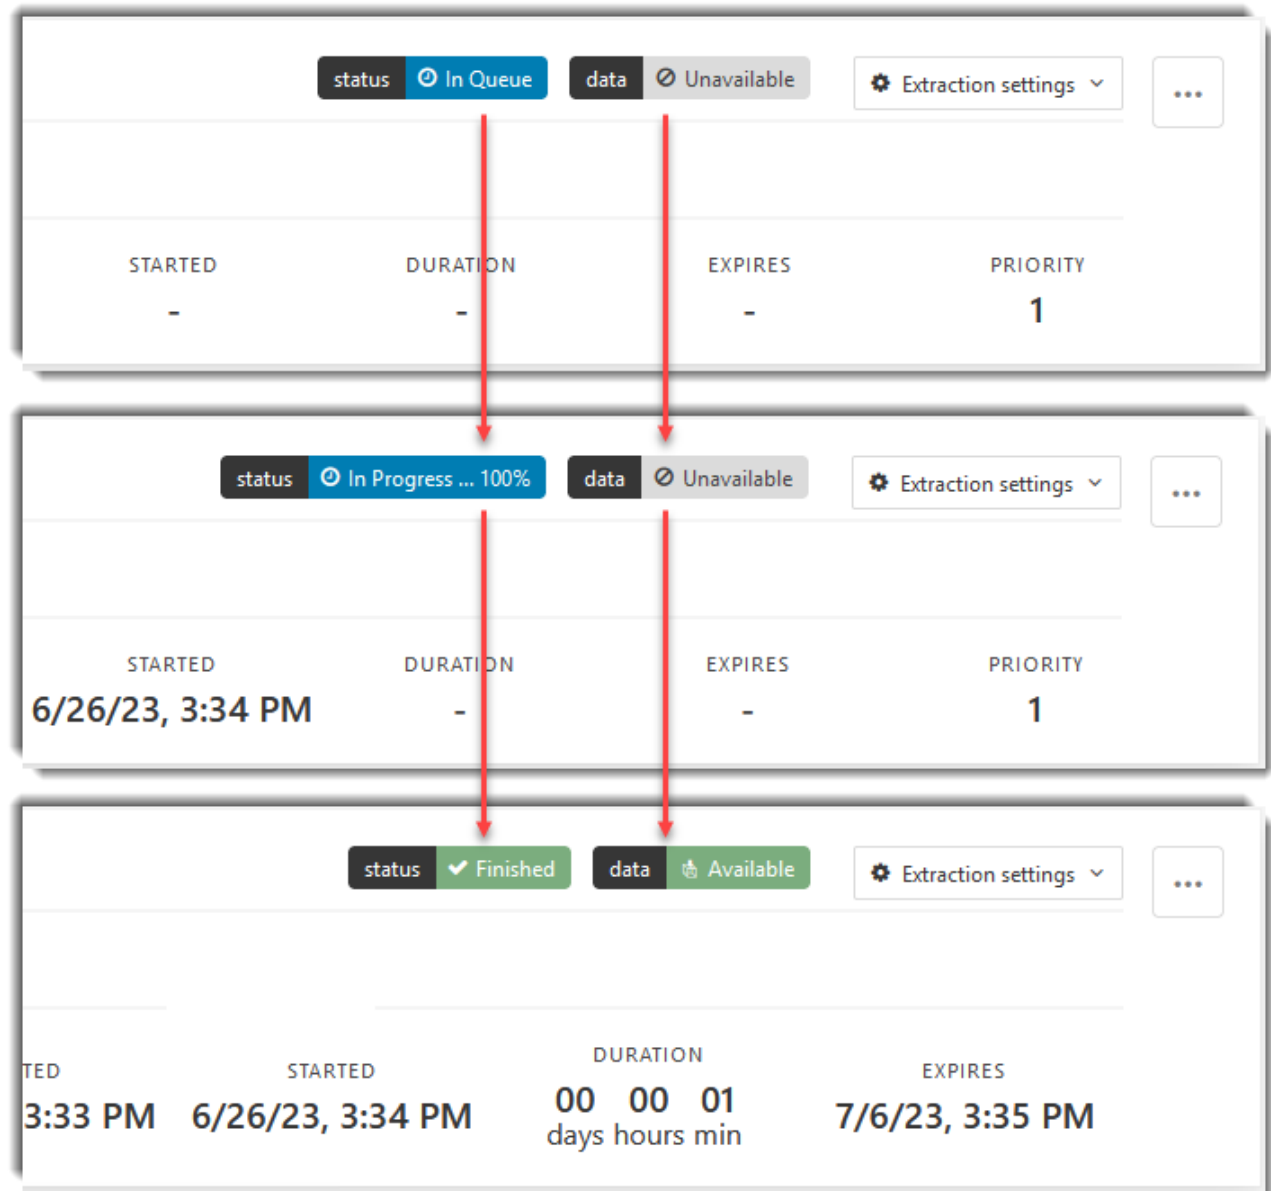 status In Queue data Unavailable Extraction settings
STARTED DURATION EXPIRES PRIORITY
- - - 1
status In Progress ... 100% data Unavailable Extraction settings
STARTED DURATION EXPIRES PRIORITY
6/26/23, 3:34 PM - - 1
status Finished data Available Extraction settings
TED STARTED DURATION EXPIRES
3:33 PM 6/26/23, 3:34 PM 00 00 01 7/6/23, 3:35 PM
days hours min